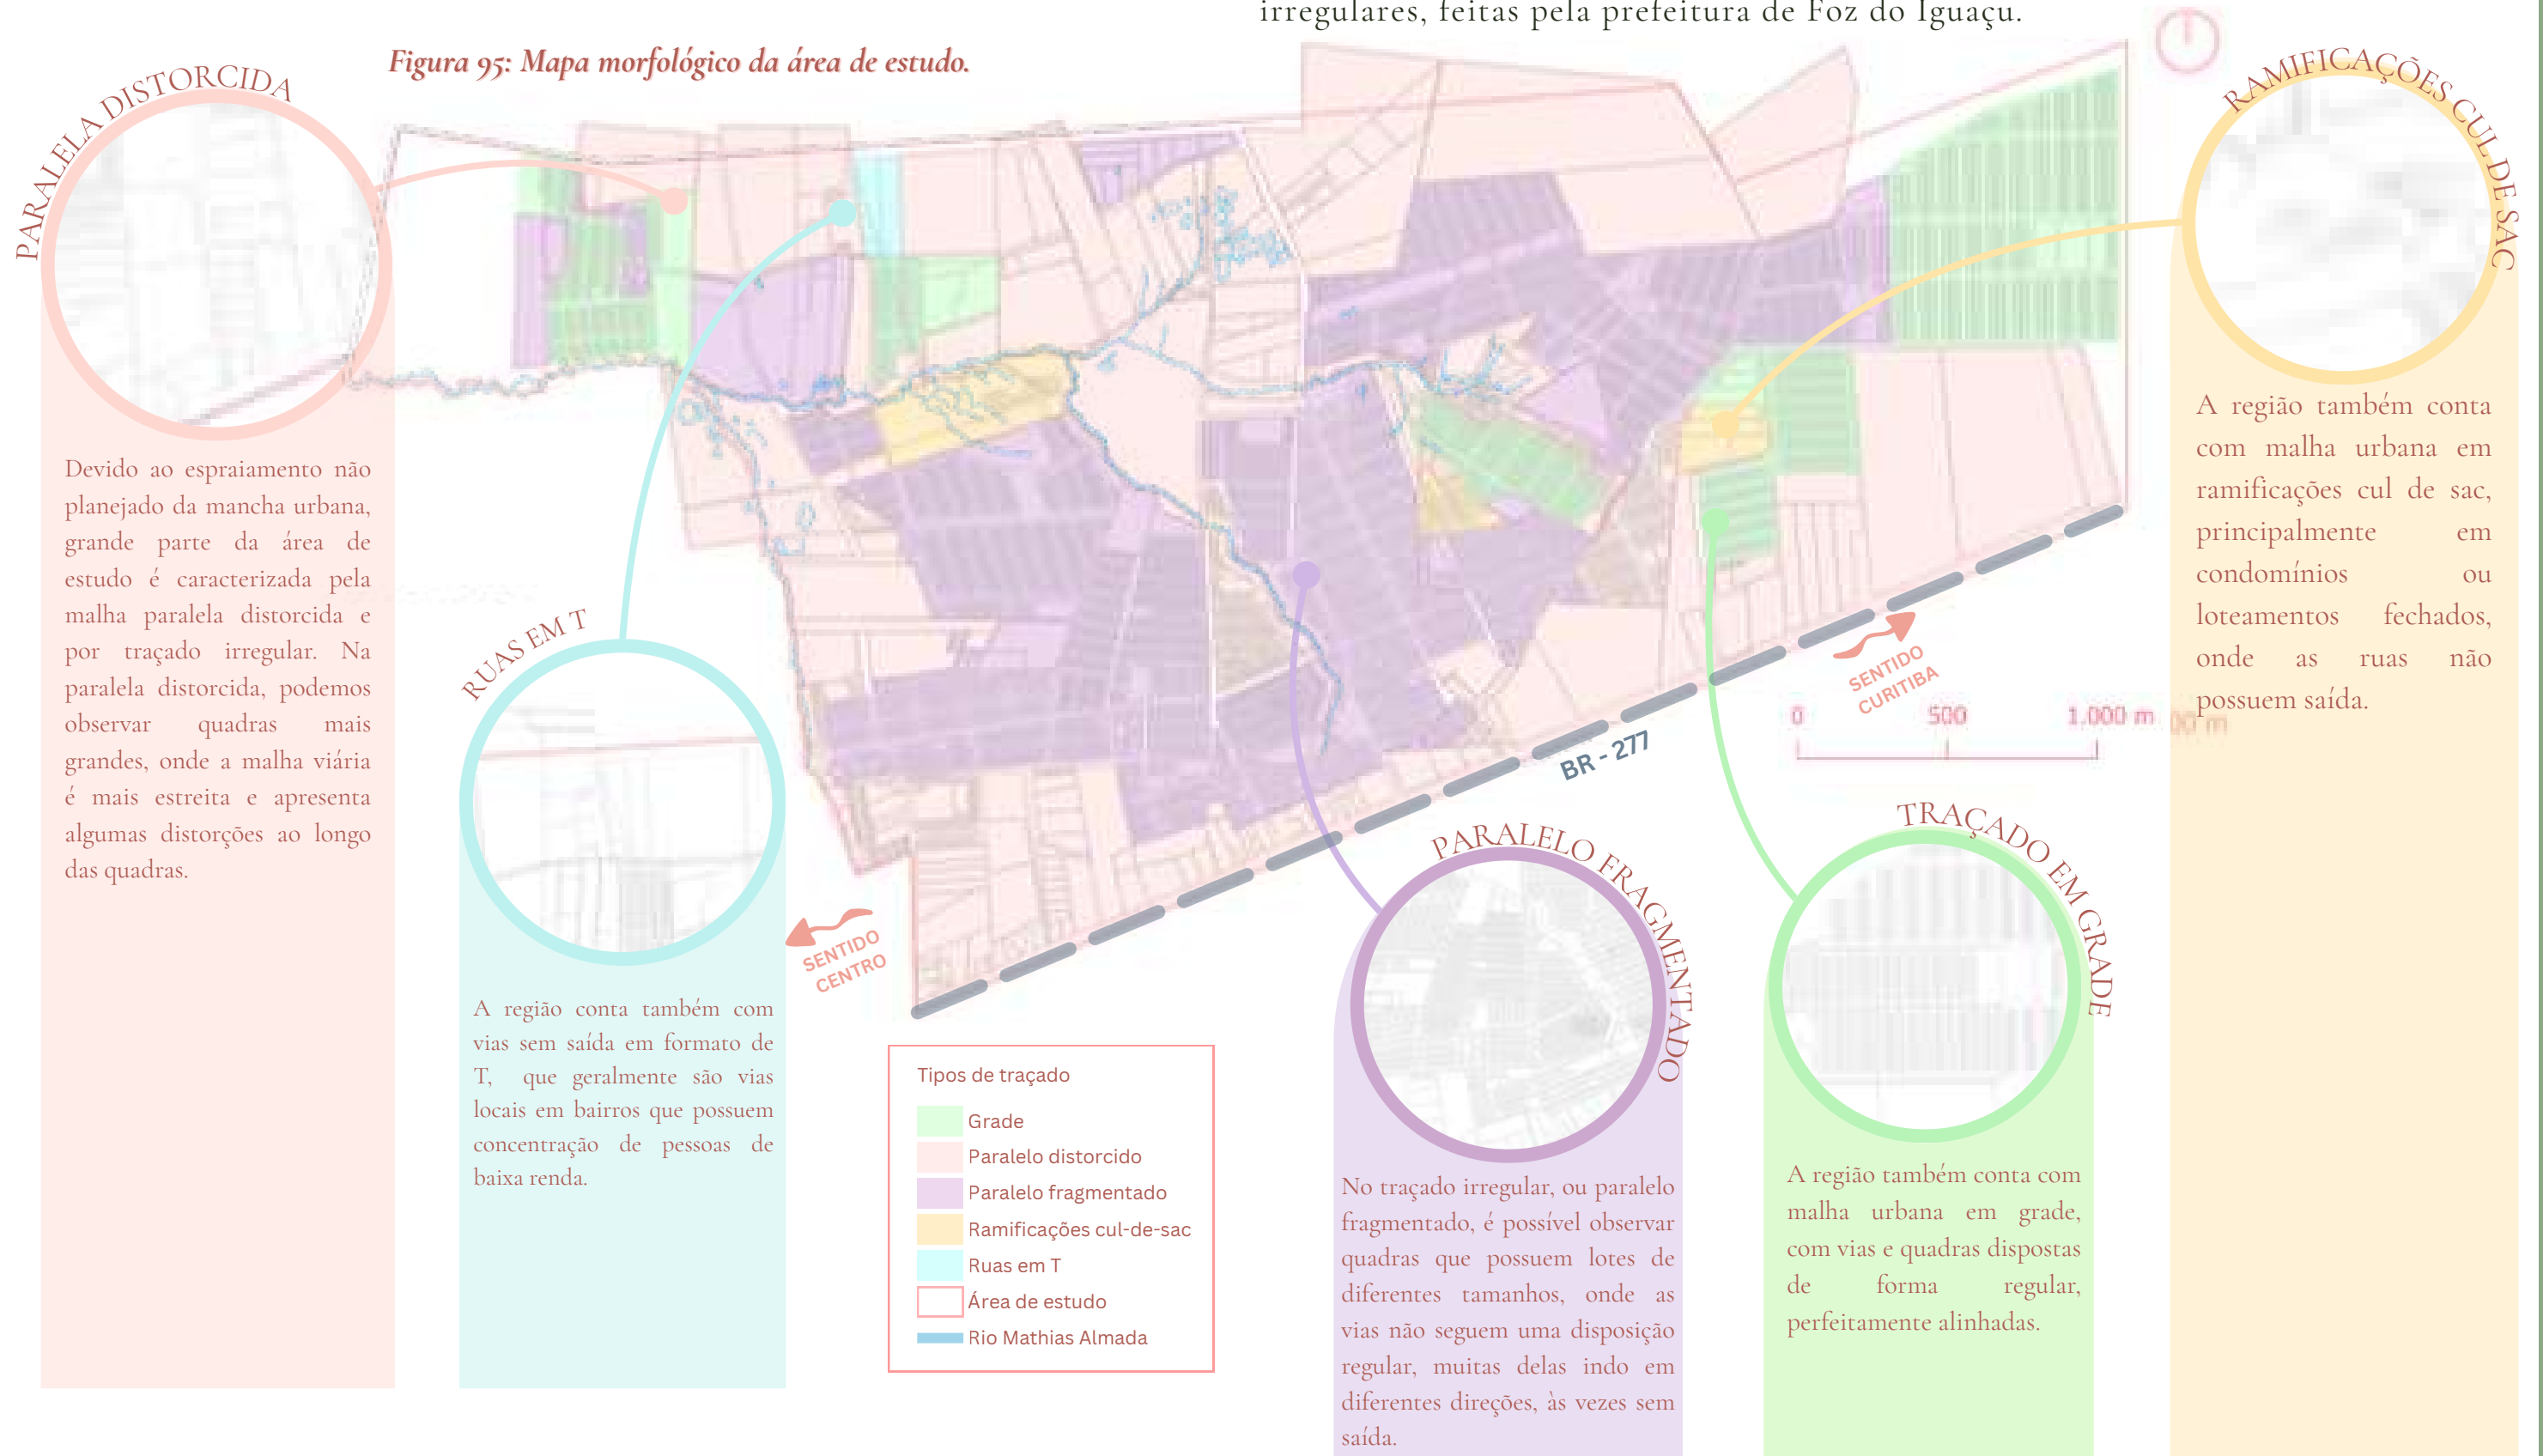 irregulares, feitas pela prefeitura de Foz do Iguaçu.
Figura 95: Mapa morfológico da área de estudo.
PARALELA DISTORCIDA
Devido ao espraiamento não
planejado da mancha urbana,
grande parte da área de
estudo é caracterizada pela
malha paralela distorcida e
por traçado irregular. Na
paralela distorcida, podemos
observar quadras mais
grandes, onde a malha viária
é mais estreita e apresenta
algumas distorções ao longo
das quadras.
RUAS EM T
A região conta também com
vias sem saída em formato de
T, que geralmente são vias
locais em bairros que possuem
concentração de pessoas de
baixa renda.
SENTIDO
CENTRO
BR - 277
SENTIDO
CURITIBA
0 500 1.000 m
00 m
Tipos de traçado
Grade
Paralelo distorcido
Paralelo fragmentado
Ramificações cul-de-sac
Ruas em T
Área de estudo
Rio Mathias Almada
PARALELO FRAGMENTADO
No traçado irregular, ou paralelo
fragmentado, é possível observar
quadras que possuem lotes de
diferentes tamanhos, onde as
vias não seguem uma disposição
regular, muitas delas indo em
diferentes direções, às vezes sem
saída.
TRAÇADO EM GRADE
A região também conta com
malha urbana em grade,
com vias e quadras dispostas
de forma regular,
perfeitamente alinhadas.
RAMIFICAÇÕES CUL DE SAC
A região também conta
com malha urbana em
ramificações cul de sac,
principalmente em
condomínios ou
loteamentos fechados,
onde as ruas não
possuem saída.